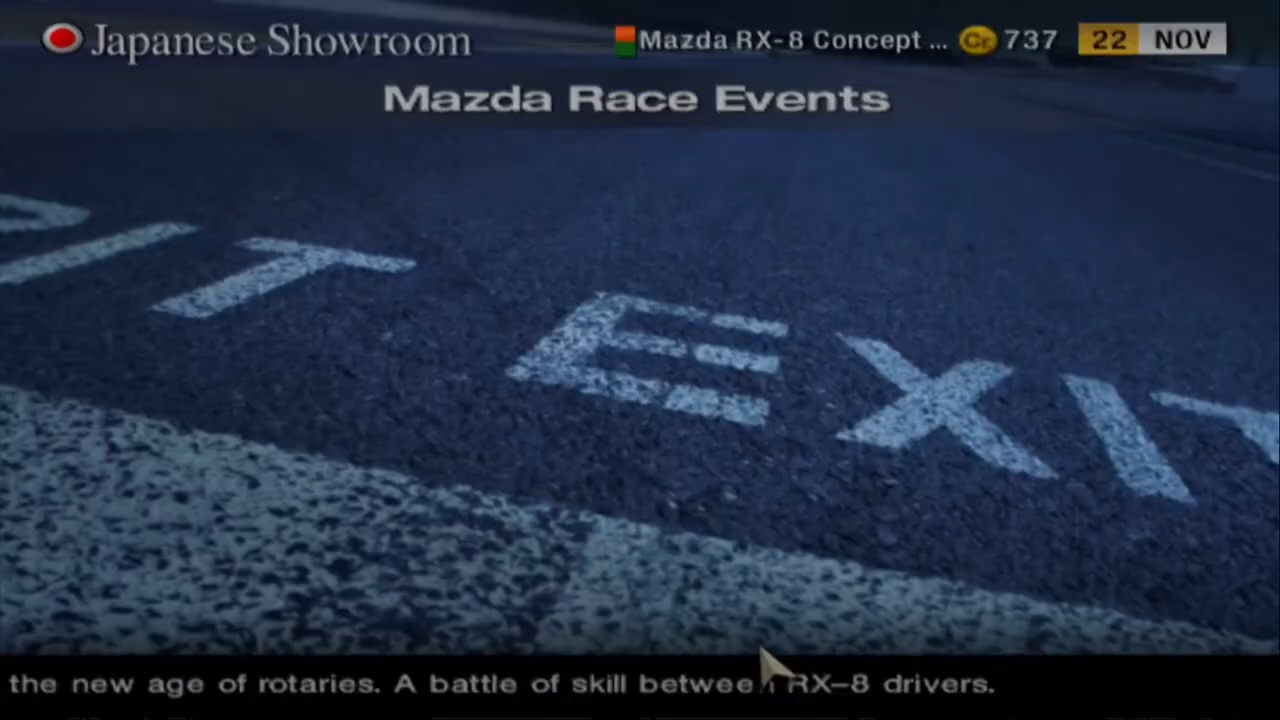 Japanese Showroom
Mazda RX-8 Concept ... Cr 737 22 NOV
Mazda Race Events
PIT EXIT
the new age of rotaries. A battle of skill between RX-8 drivers.